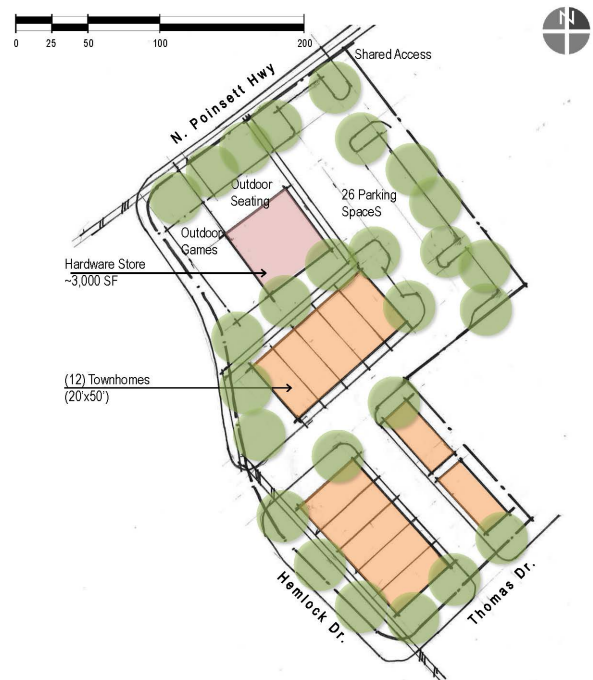 0 25 50 100 200
N
Shared Access
N. Poinsett Hwy
Outdoor
Seating
26 Parking
SpaceS
Outdoor
Games
Hardware Store
~3,000 SF
(12) Townhomes
(20'x50')
Hemlock Dr.
Thomas Dr.